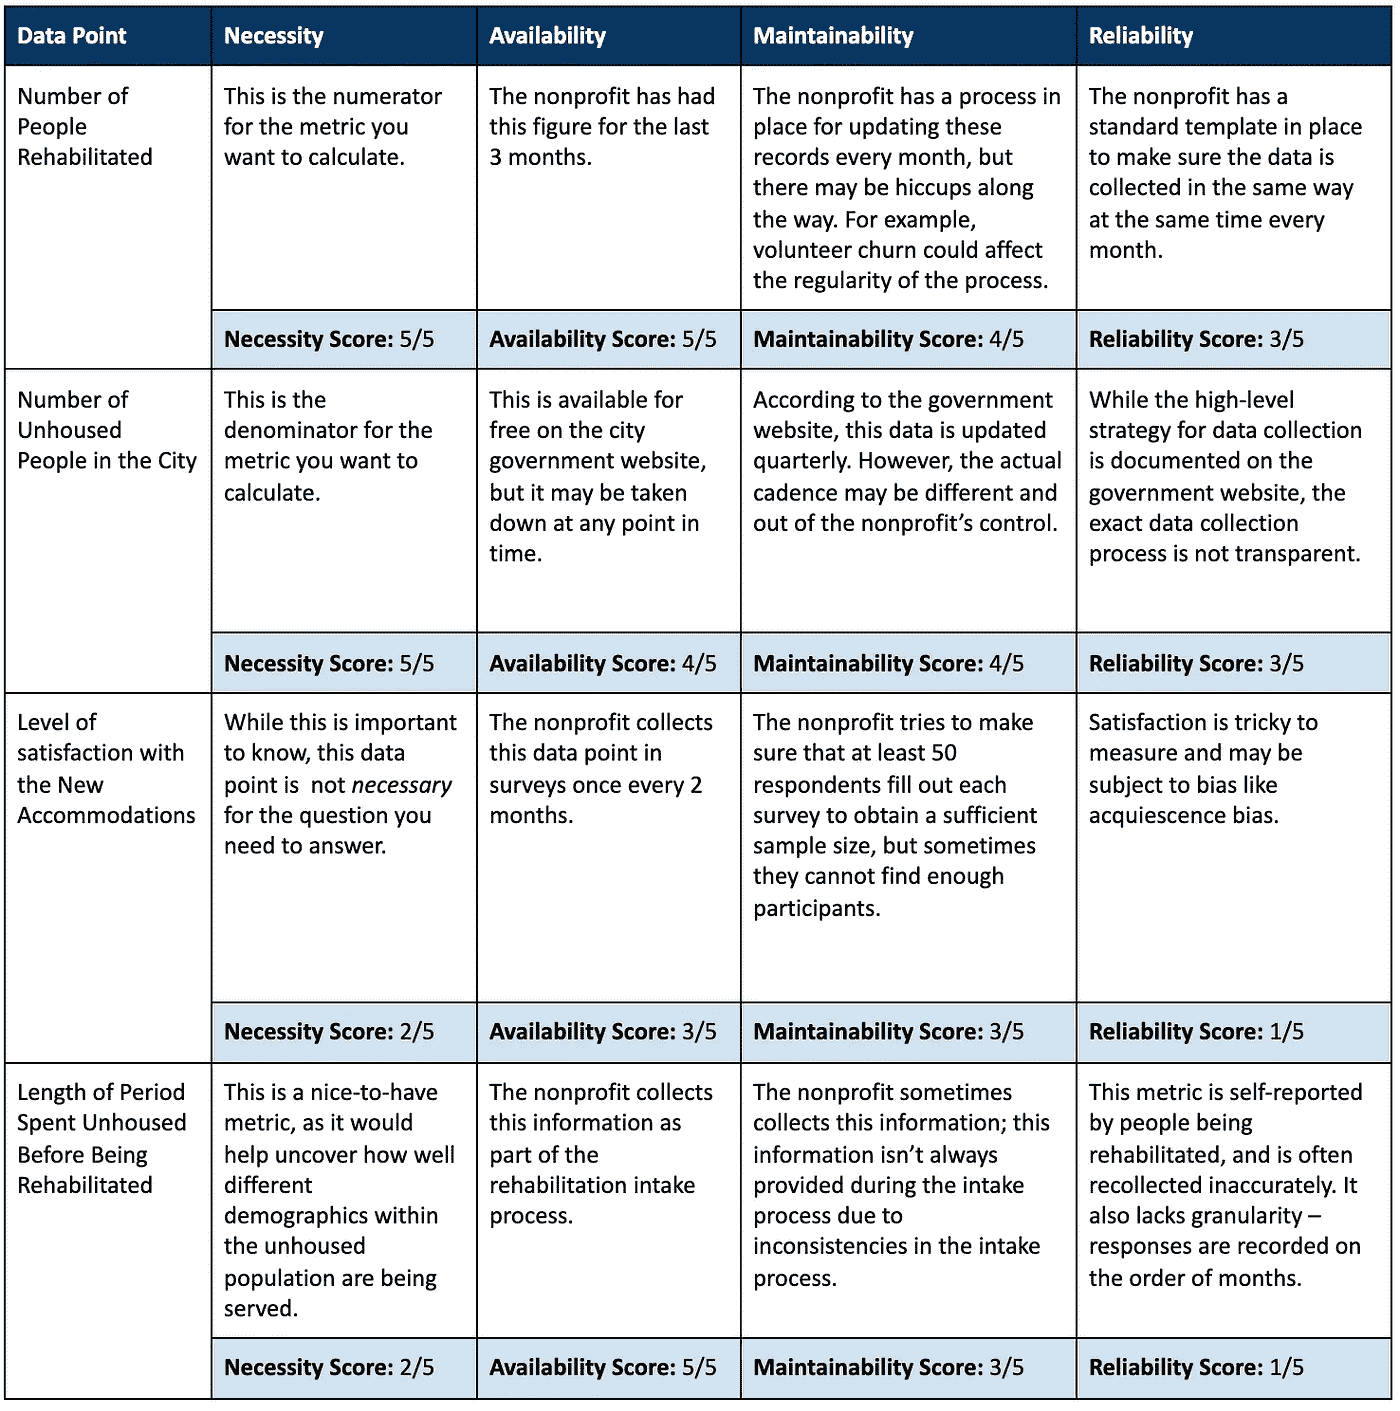 Data Point
Necessity
Availability
Maintainability
Reliability
Number of
People
Rehabilitated
This is the numerator
for the metric you
want to calculate.
The nonprofit has had
this figure for the last
3 months.
The nonprofit has a process in
place for updating these
records every month, but
there may be hiccups along
the way. For example,
volunteer churn could affect
the regularity of the process.
The nonprofit has a
standard template in place
to make sure the data is
collected in the same way
at the same time every
month.
Necessity Score: 5/5
Availability Score: 5/5
Maintainability Score: 4/5
Reliability Score: 3/5
Number of
Unhoused
People in the City
This is the
denominator for the
metric you want to
calculate.
This is available for
free on the city
government website,
but it may be taken
down at any point in
time.
According to the government
website, this data is updated
quarterly. However, the actual
cadence may be different and
out of the nonprofit’s control.
While the high-level
strategy for data collection
is documented on the
government website, the
exact data collection
process is not transparent.
Necessity Score: 5/5
Availability Score: 4/5
Maintainability Score: 4/5
Reliability Score: 3/5
Level of
satisfaction with
the New
Accommodations
While this is important
to know, this data
point is  not necessary
for the question you
need to answer.
The nonprofit collects
this data point in
surveys once every 2
months.
The nonprofit tries to make
sure that at least 50
respondents fill out each
survey to obtain a sufficient
sample size, but sometimes
they cannot find enough
participants.
Satisfaction is tricky to
measure and may be
subject to bias like
acquiescence bias.
Necessity Score: 2/5
Availability Score: 3/5
Maintainability Score: 3/5
Reliability Score: 1/5
Length of Period
Spent Unhoused
Before Being
Rehabilitated
This is a nice-to-have
metric, as it would
help uncover how well
different
demographics within
the unhoused
population are being
served.
The nonprofit collects
this information as
part of the
rehabilitation intake
process.
The nonprofit sometimes
collects this information; this
information isn’t always
provided during the intake
process due to
inconsistencies in the intake
process.
This metric is self-reported
by people being
rehabilitated, and is often
recollected inaccurately. It
also lacks granularity –
responses are recorded on
the order of months.
Necessity Score: 2/5
Availability Score: 5/5
Maintainability Score: 3/5
Reliability Score: 1/5